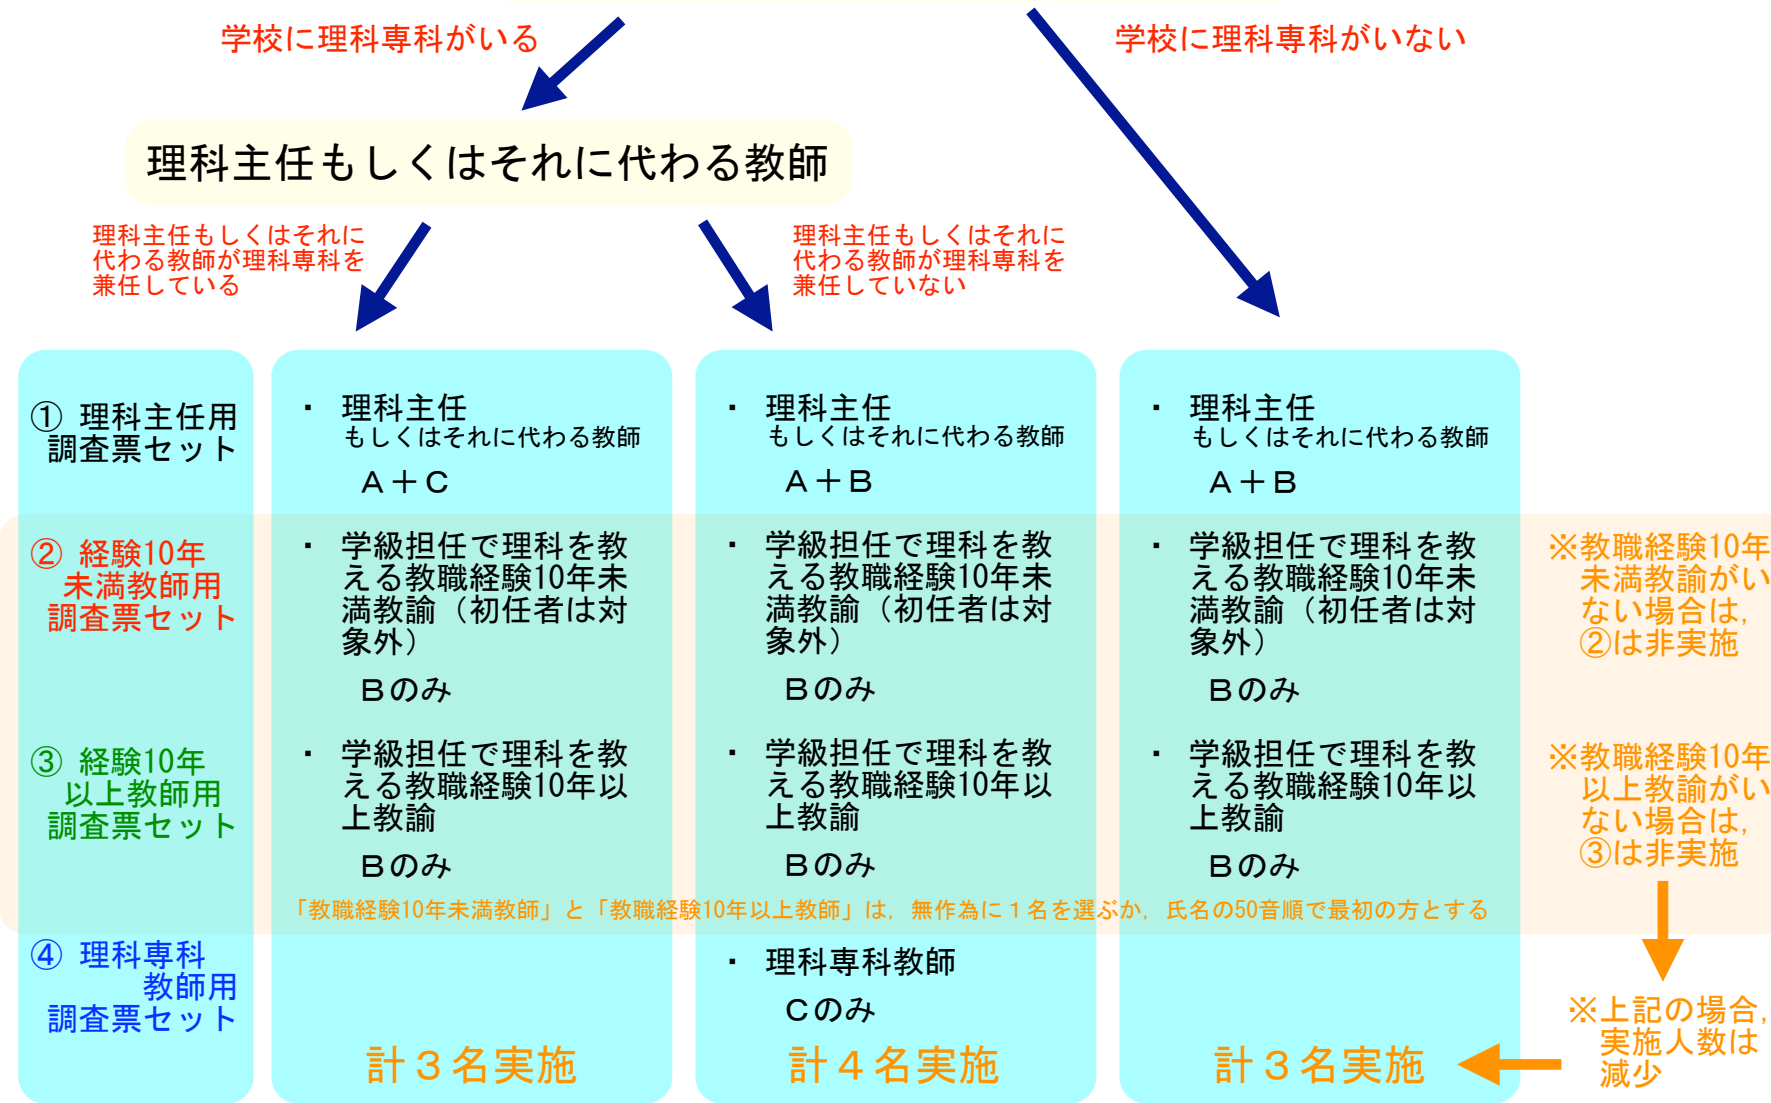 学校に理科専科がいる
学校に理科専科がいない
理科主任もしくはそれに代わる教師
理科主任もしくはそれに
代わる教師が理科専科を
兼任している
理科主任もしくはそれに
代わる教師が理科専科を
兼任していない
① 理科主任用
調査票セット
・ 理科主任
もしくはそれに代わる教師
A＋C
・ 理科主任
もしくはそれに代わる教師
A＋B
・ 理科主任
もしくはそれに代わる教師
A＋B
② 経験10年
未満教師用
調査票セット
・ 学級担任で理科を教
える教職経験10年未
満教諭（初任者は対
象外）
Bのみ
・ 学級担任で理科を教
える教職経験10年未
満教諭（初任者は対
象外）
Bのみ
・ 学級担任で理科を教
える教職経験10年未
満教諭（初任者は対
象外）
Bのみ
※教職経験10年
未満教諭がい
ない場合は，
②は非実施
③ 経験10年
以上教師用
調査票セット
・ 学級担任で理科を教
える教職経験10年以
上教諭
Bのみ
・ 学級担任で理科を教
える教職経験10年以
上教諭
Bのみ
・ 学級担任で理科を教
える教職経験10年以
上教諭
Bのみ
※教職経験10年
以上教諭がい
ない場合は，
③は非実施
「教職経験10年未満教師」と「教職経験10年以上教師」は，無作為に１名を選ぶか，氏名の50音順で最初の方とする
④ 理科専科
教師用
調査票セット
・ 理科専科教師
Cのみ
計３名実施
計４名実施
計３名実施
※上記の場合，
実施人数は
減少